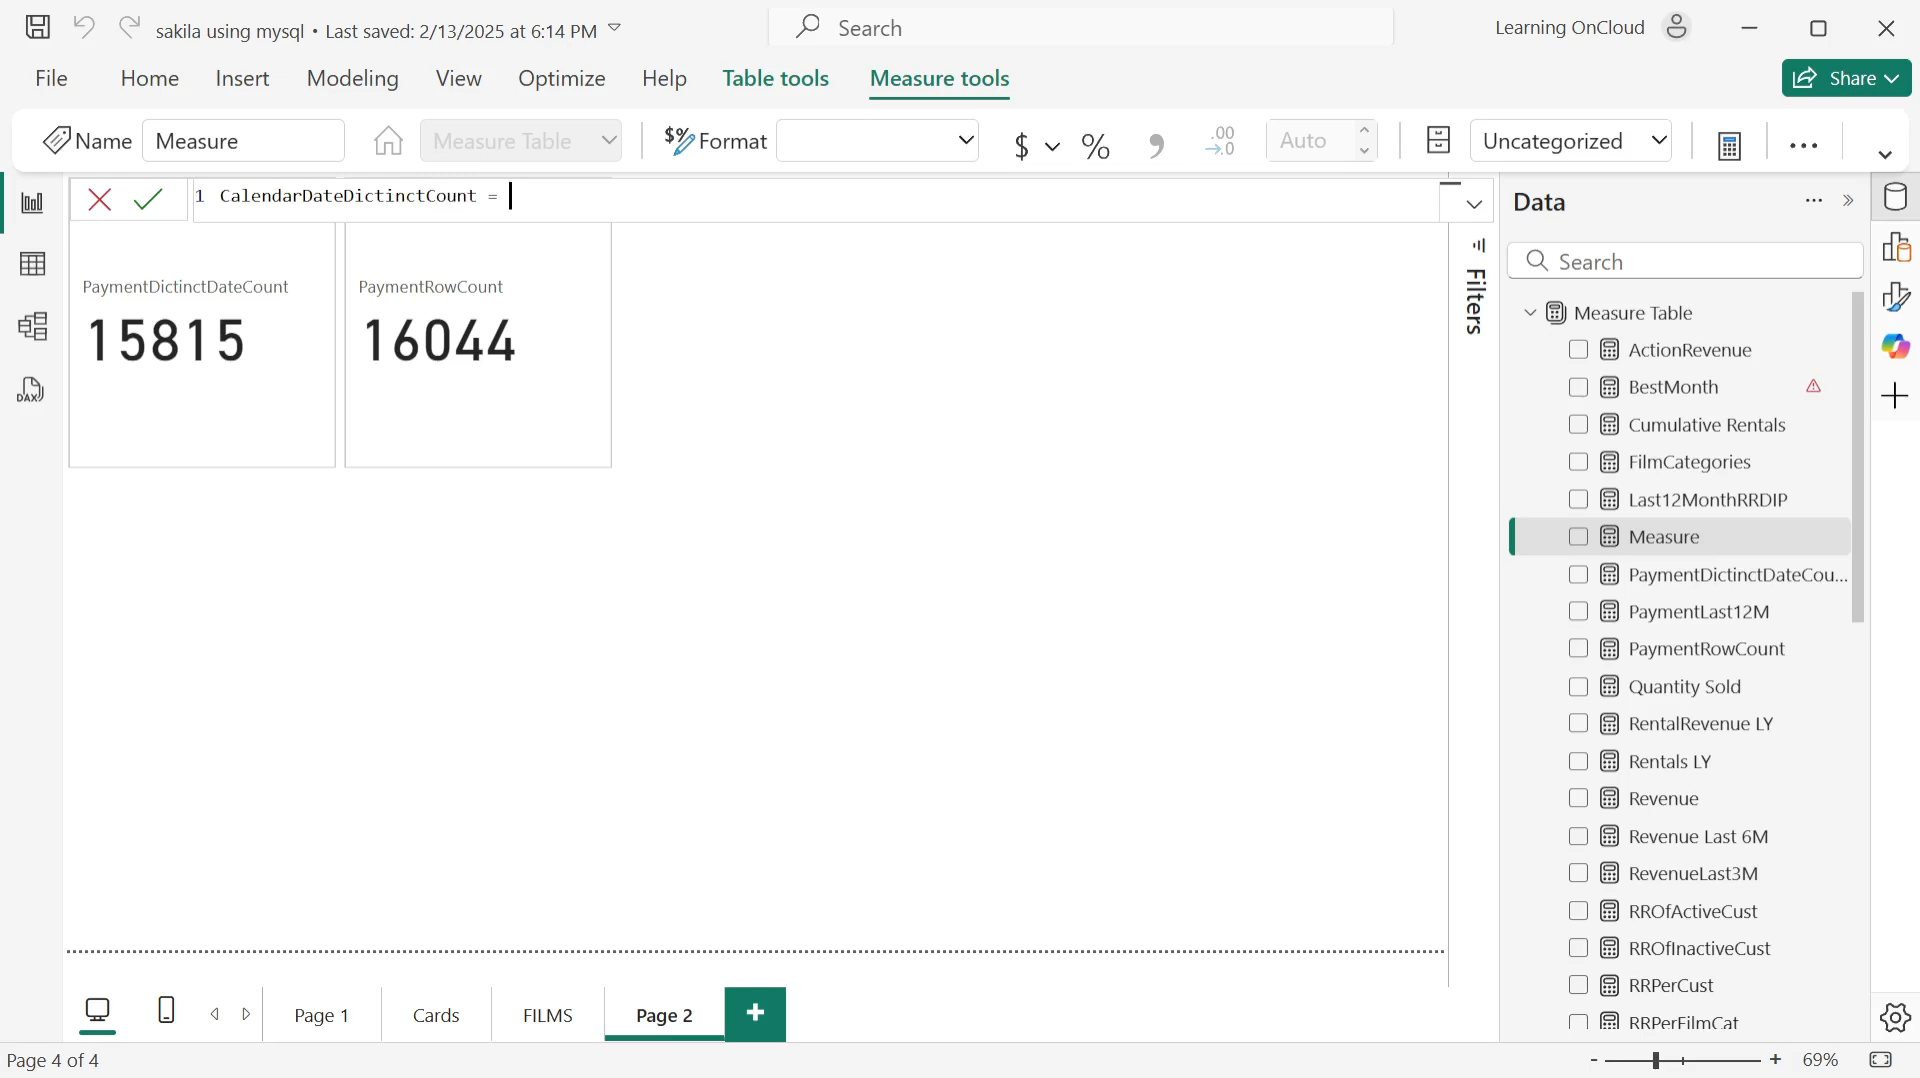 sakila using mysql • Last saved: 2/13/2025 at 6:14 PM
Search
Learning OnCloud
File Home Insert Modeling View Optimize Help Table tools Measure tools
Share
Name Measure Measure Table $% Format $ % , .00 →.0 Auto Uncategorized ...
1 CalendarDateDictinctCount =
PaymentDictinctDateCount
15815
PaymentRowCount
16044
Filters
Data
Search
Measure Table
ActionRevenue
BestMonth
Cumulative Rentals
FilmCategories
Last12MonthRRDIP
Measure
PaymentDictinctDateCou...
PaymentLast12M
PaymentRowCount
Quantity Sold
RentalRevenue LY
Rentals LY
Revenue
Revenue Last 6M
RevenueLast3M
RROfActiveCust
RROfInactiveCust
RRPerCust
RRPerFilmCat
DAX
Page 1 Cards FILMS Page 2 +
Page 4 of 4
- + 69%